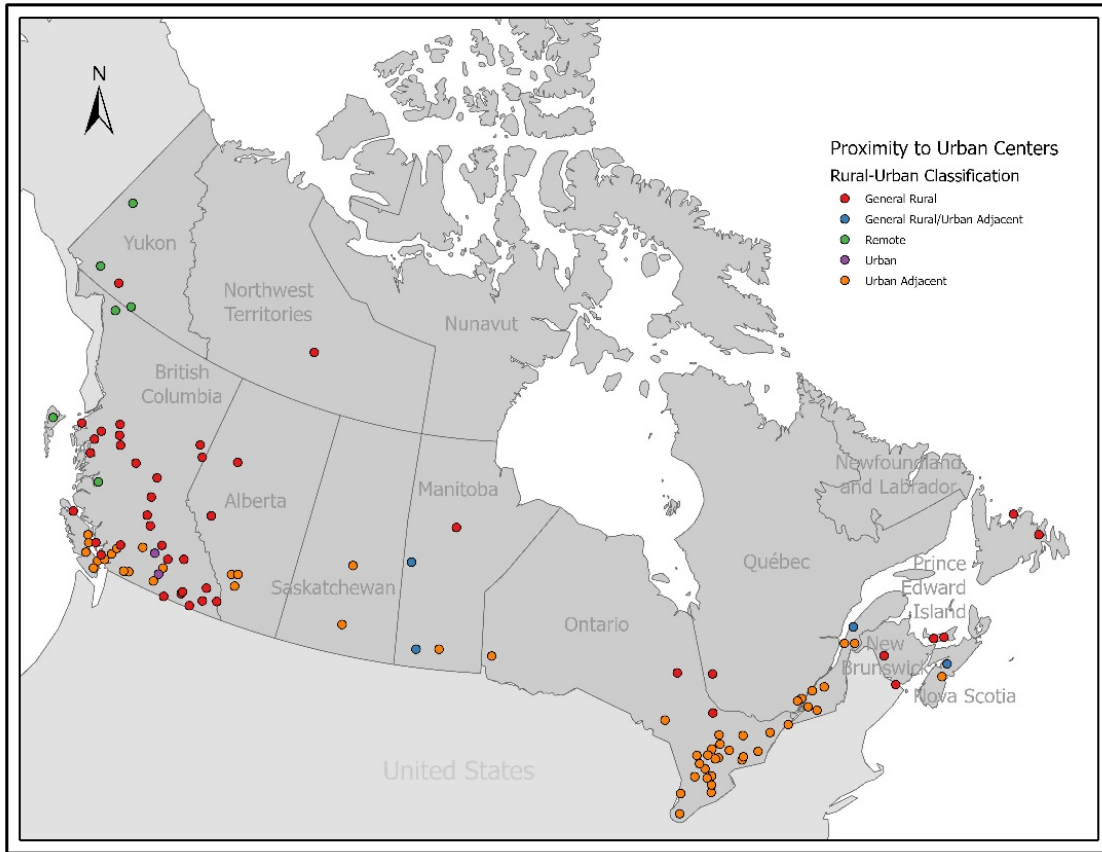 N
Proximity to Urban Centers
Rural-Urban Classification
General Rural
General Rural/Urban Adjacent
Remote
Urban
Urban Adjacent
Yukon
Northwest
Territories
Nunavut
British
Columbia
Alberta
Saskatchewan
Manitoba
Ontario
Québec
Newfoundland
and Labrador
Prince
Edward
Island
New
Brunswick
Nova Scotia
United States